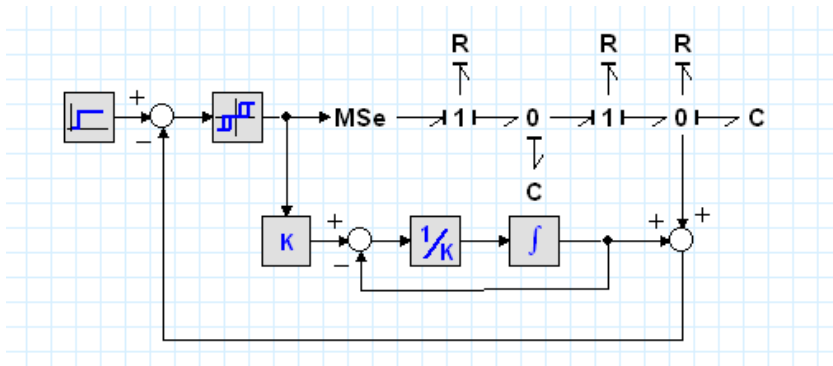 R R R
+ MSe 1 0 1 0 C
−
C
+ + +
K 1/K ∫
−